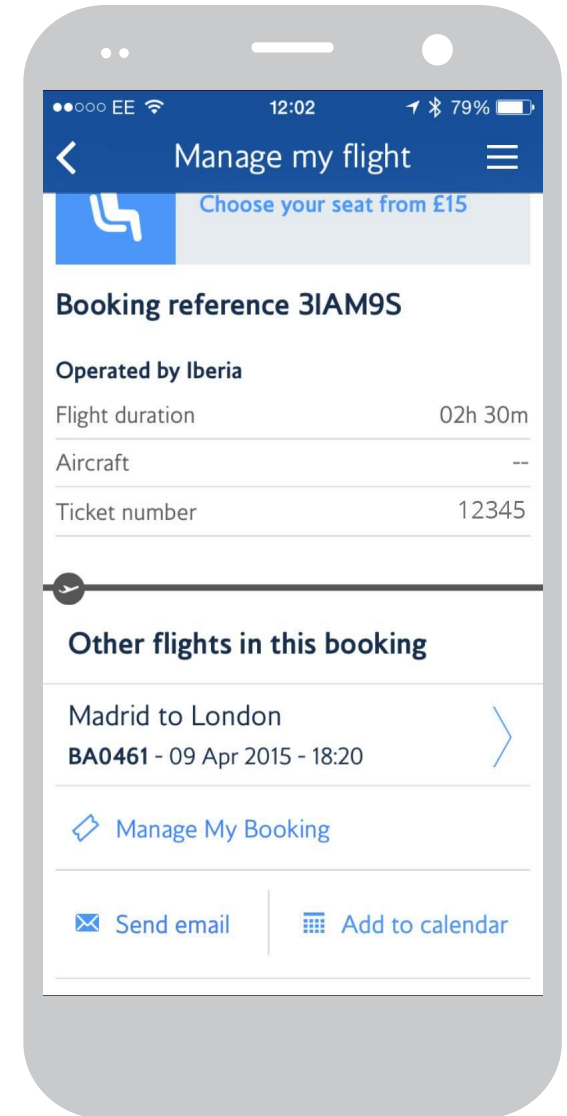 EE 12:02 79%
Manage my flight
Choose your seat from £15
Booking reference 3IAM9S
Operated by Iberia
Flight duration 02h 30m
Aircraft --
Ticket number 12345
Other flights in this booking
Madrid to London
BA0461 - 09 Apr 2015 - 18:20
Manage My Booking
Send email Add to calendar